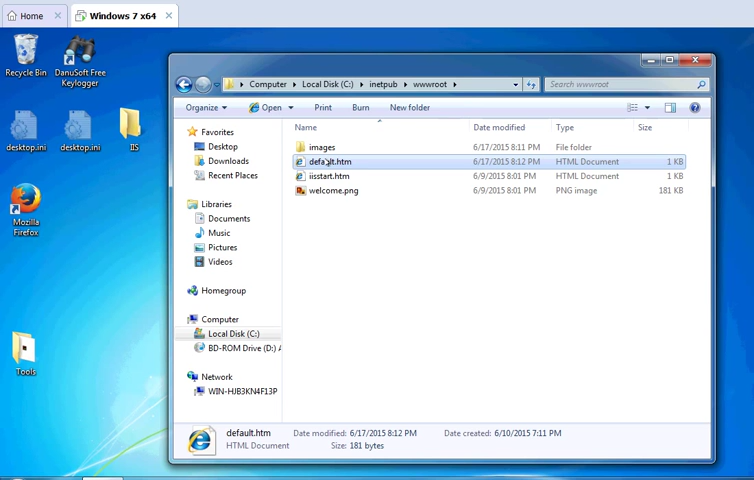 Home
Windows 7 x64
Recycle Bin
DanuSoft Free
Keylogger
desktop.ini
desktop.ini
IIS
Mozilla
Firefox
Tools
Computer
Local Disk (C:)
inetpub
wwwroot
Search wwwroot
Organize
Open
Print
Burn
New folder
Favorites
Desktop
Downloads
Recent Places
Libraries
Documents
Music
Pictures
Videos
Homegroup
Computer
Local Disk (C:)
BD-ROM Drive (D:) A
Network
WIN-HJB3KN4F13P
Name Date modified Type Size
images 6/17/2015 8:11 PM File folder
default.htm 6/17/2015 8:12 PM HTML Document 1 KB
iisstart.htm 6/9/2015 8:01 PM HTML Document 1 KB
welcome.png 6/9/2015 8:01 PM PNG image 181 KB
default.htm Date modified: 6/17/2015 8:12 PM Date created: 6/10/2015 7:11 PM
HTML Document Size: 181 bytes